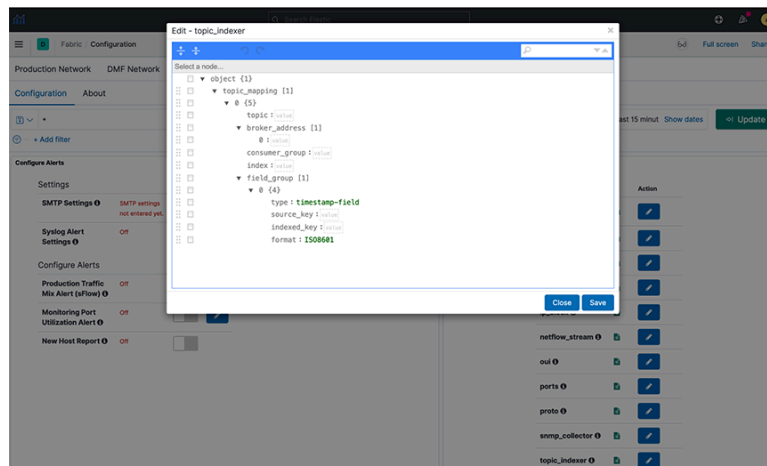 Search Elastic
D Fabric Configuration
Full screen
Production Network DMF Network
Configuration About
+ Add filter
Show dates
Update
Configure Alerts
Settings
SMTP Settings
SMTP settings
not entered yet.
Syslog Alert
Settings
Off
Configure Alerts
Production Traffic
Mix Alert (sFlow)
Off
Monitoring Port
Utilization Alert
Off
New Host Report
Off
Edit - topic_indexer
Select a node...
object {1}
topic_mapping [1]
0 {5}
topic : value
broker_address [1]
0 : value
consumer_group : value
index : value
field_group [1]
0 {4}
type : timestamp-field
source_key : value
indexed_key : value
format : ISO8601
Close Save
Action
netflow_stream
oui
ports
proto
snmp_collector
topic_indexer